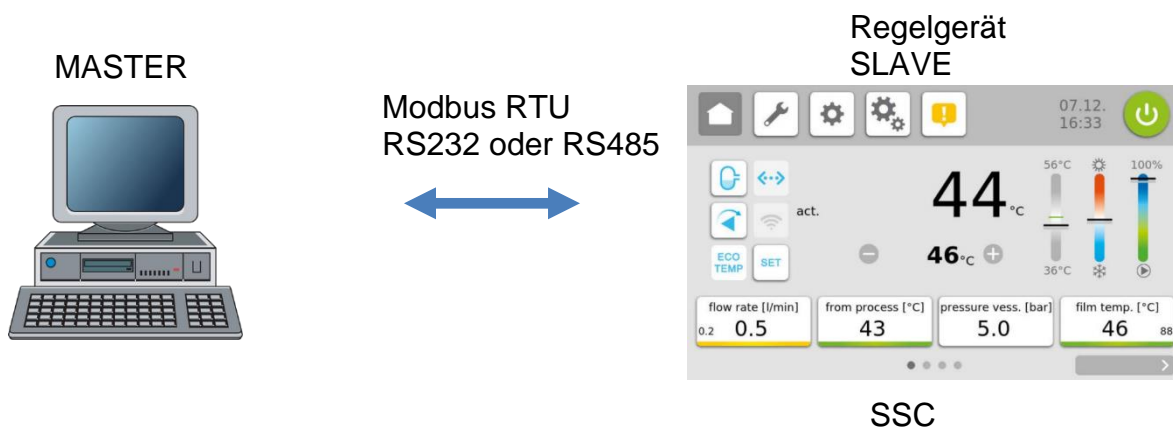 MASTER
Modbus RTU
RS232 oder RS485
Regelgerät
SLAVE
07.12.
16:33
act.
44 °C
46 °C
ECO
TEMP
SET
56°C
36°C
100%
flow rate [l/min]
0.2 0.5
from process [°C]
43
pressure vess. [bar]
5.0
film temp. [°C]
46 88
SSC